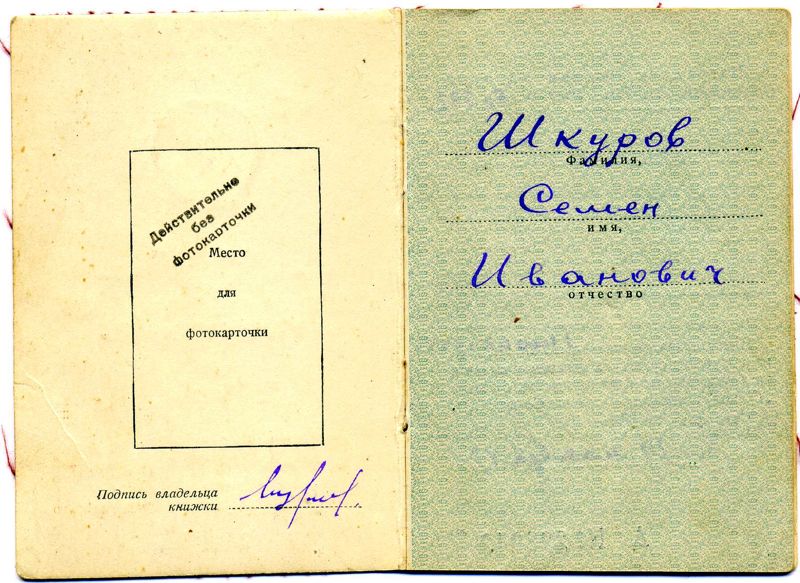 Действительно
без
фотокарточки
Место
для
фотокарточки
Подпись владельца
книжки
Шкуров
Фамилия,
Семен
имя,
Иванович
отчество